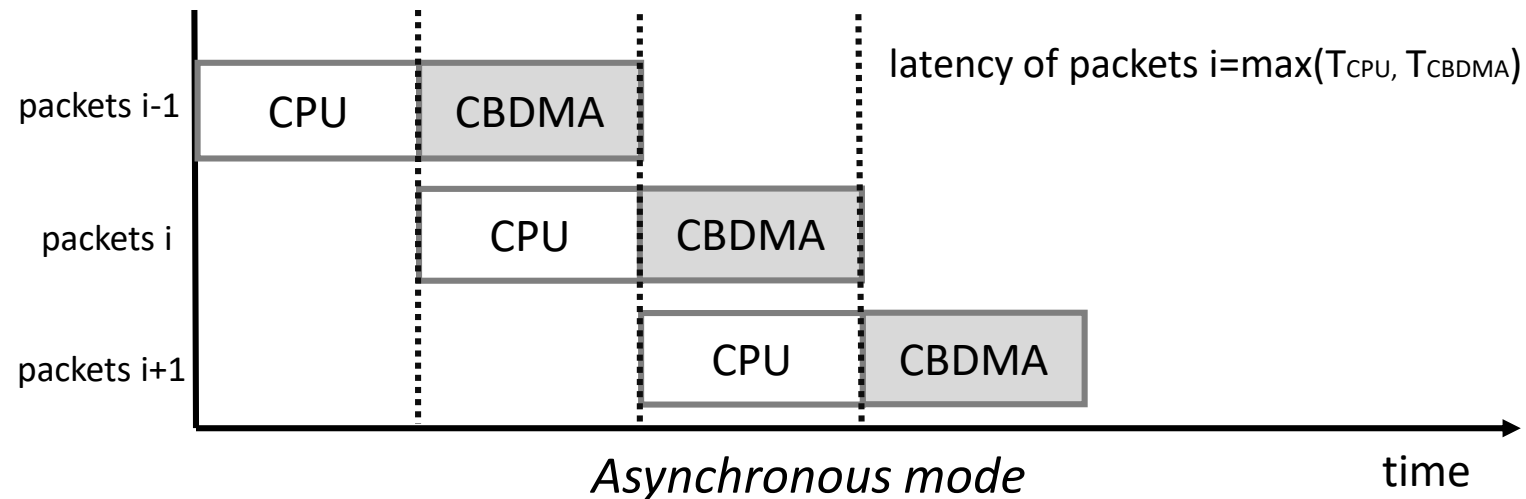 latency of packets i=max(TCPU, TCBDMA)
packets i-1 CPU CBDMA
packets i CPU CBDMA
packets i+1 CPU CBDMA
Asynchronous mode time